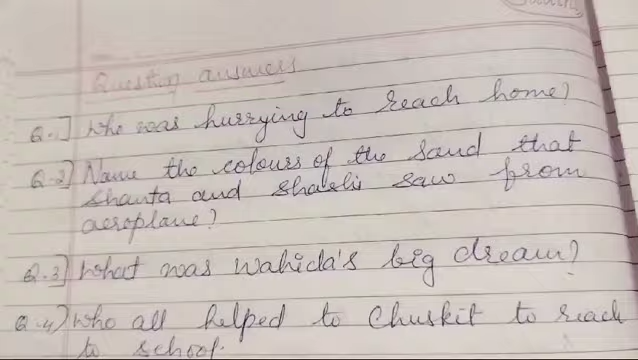 Question answers
Q.1] Who was hurrying to reach home?
Q.2] Name the colours of the sand that
Shanta and Shashi saw from
aeroplane?
Q.3] What was Wahida's big dream?
Q.4) Who all helped to Chuskit to reach
to school.